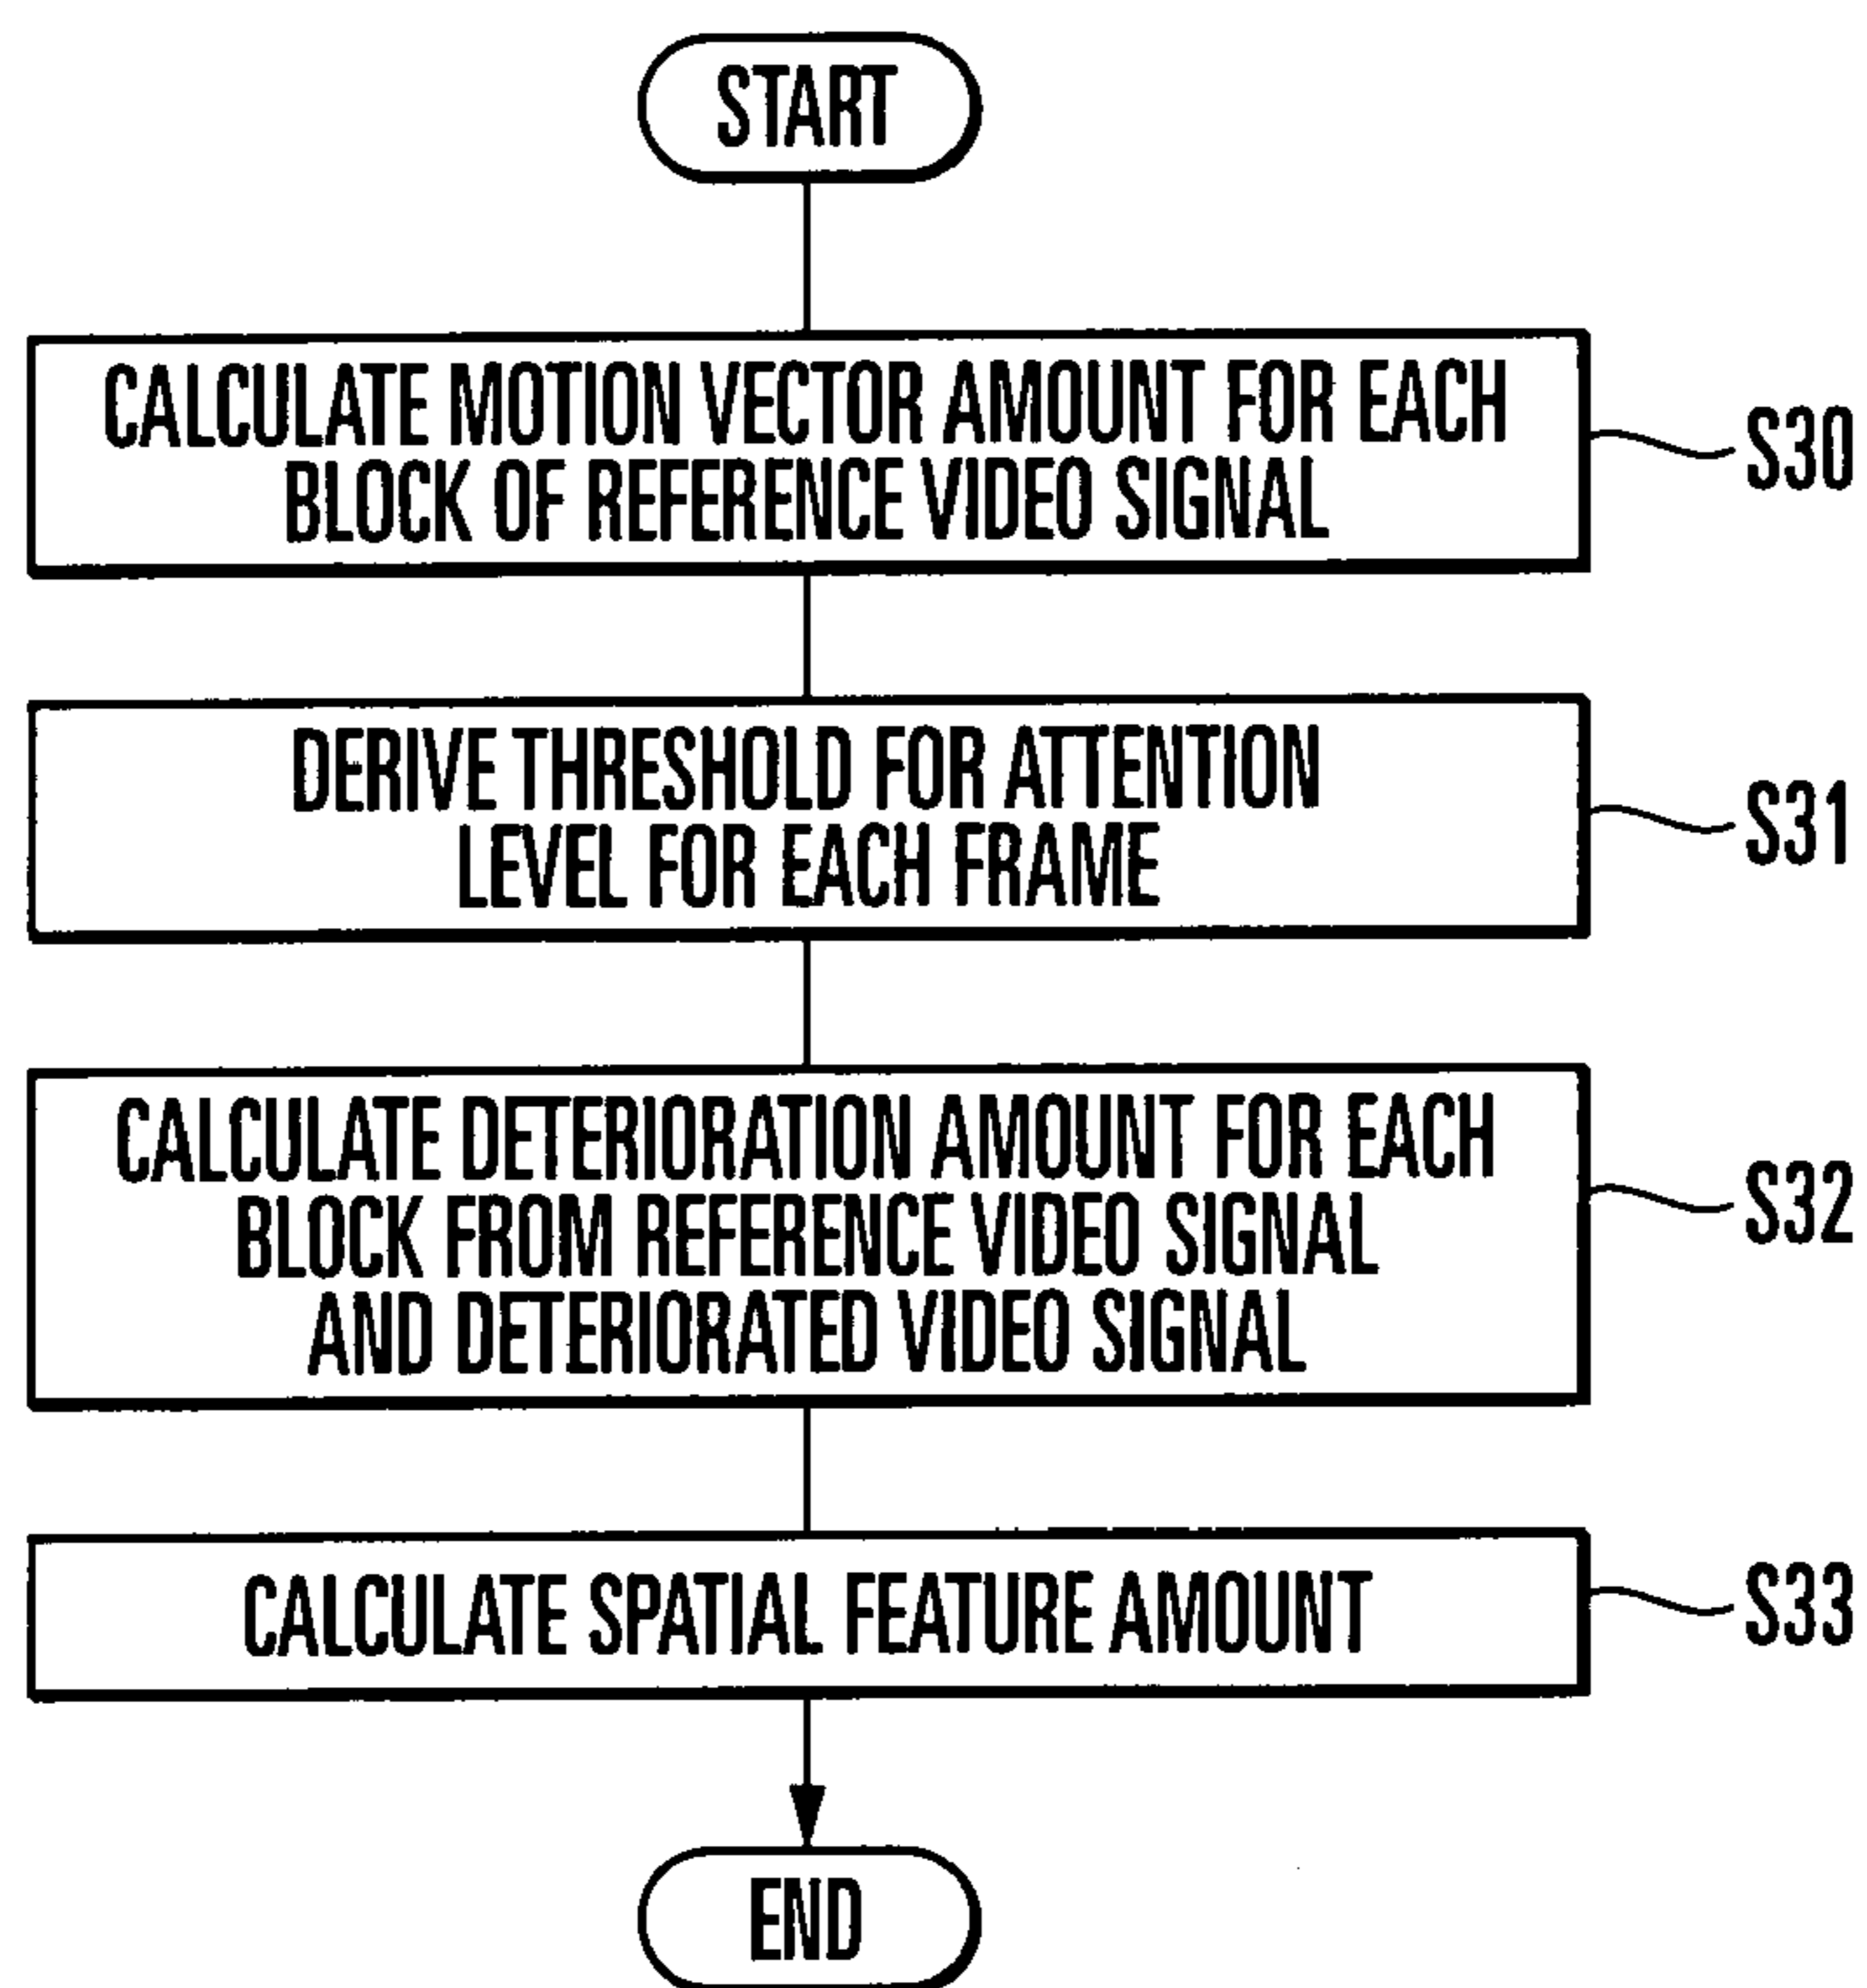 START
CALCULATE MOTION VECTOR AMOUNT FOR EACH
BLOCK OF REFERENCE VIDEO SIGNAL
S30
DERIVE THRESHOLD FOR ATTENTION
LEVEL FOR EACH FRAME
S31
CALCULATE DETERIORATION AMOUNT FOR EACH
BLOCK FROM REFERENCE VIDEO SIGNAL
AND DETERIORATED VIDEO SIGNAL
S32
CALCULATE SPATIAL FEATURE AMOUNT
S33
END